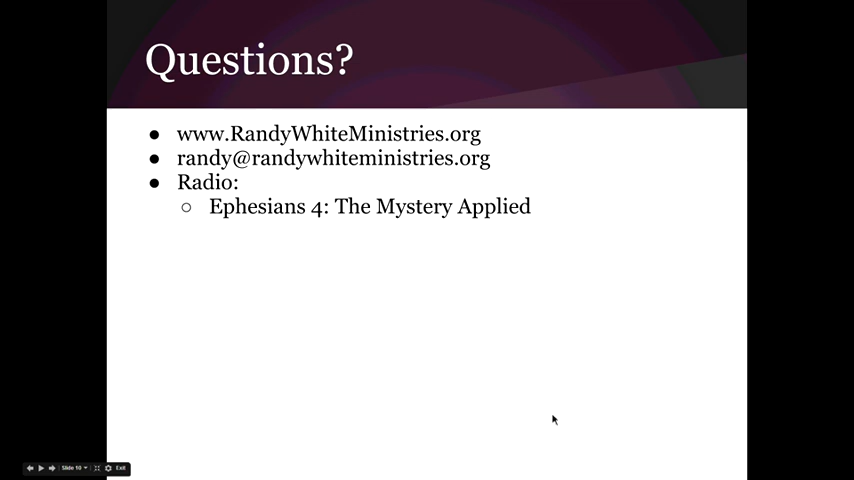 Questions?
● www.RandyWhiteMinistries.org
● randy@randywhiteministries.org
● Radio:
○ Ephesians 4: The Mystery Applied
Slide 10 Exit